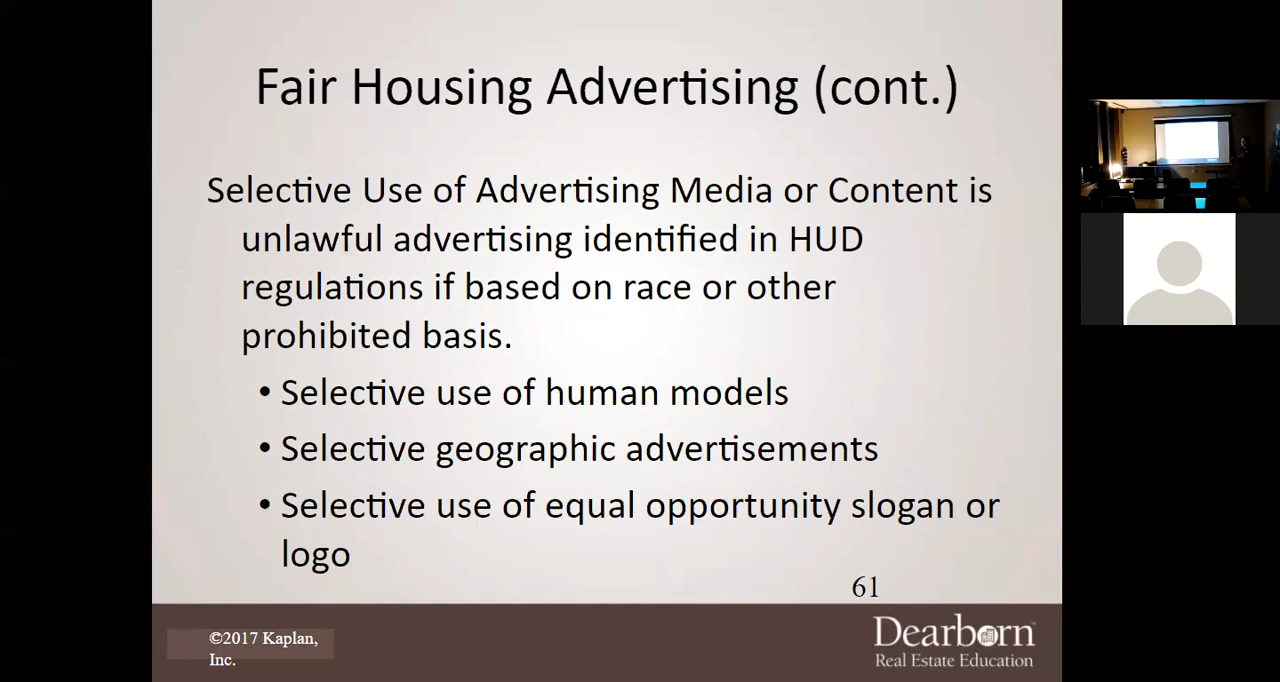 Fair Housing Advertising (cont.)
Selective Use of Advertising Media or Content is
unlawful advertising identified in HUD
regulations if based on race or other
prohibited basis.
• Selective use of human models
• Selective geographic advertisements
• Selective use of equal opportunity slogan or
logo
61
©2017 Kaplan,
Inc.
Dearborn
Real Estate Education